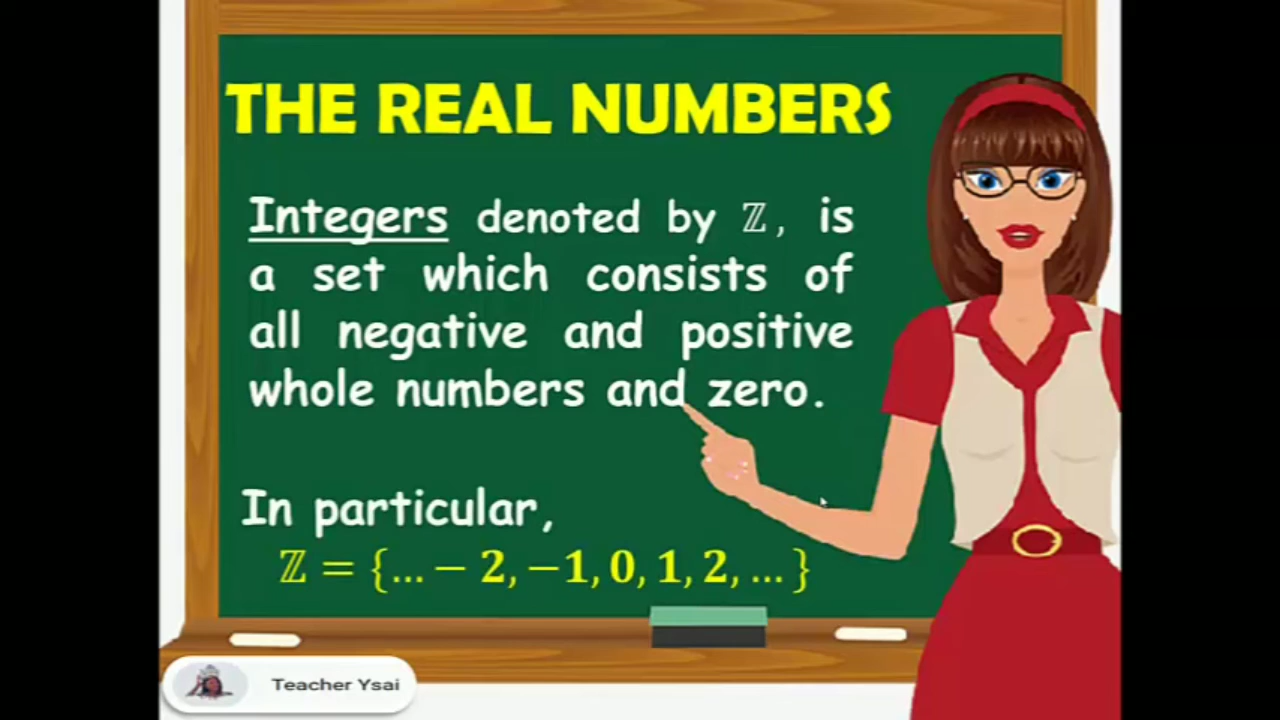 THE REAL NUMBERS
Integers denoted by ℤ, is
a set which consists of
all negative and positive
whole numbers and zero.
In particular,
ℤ = {… − 2, −1, 0, 1, 2, … }
Teacher Ysai